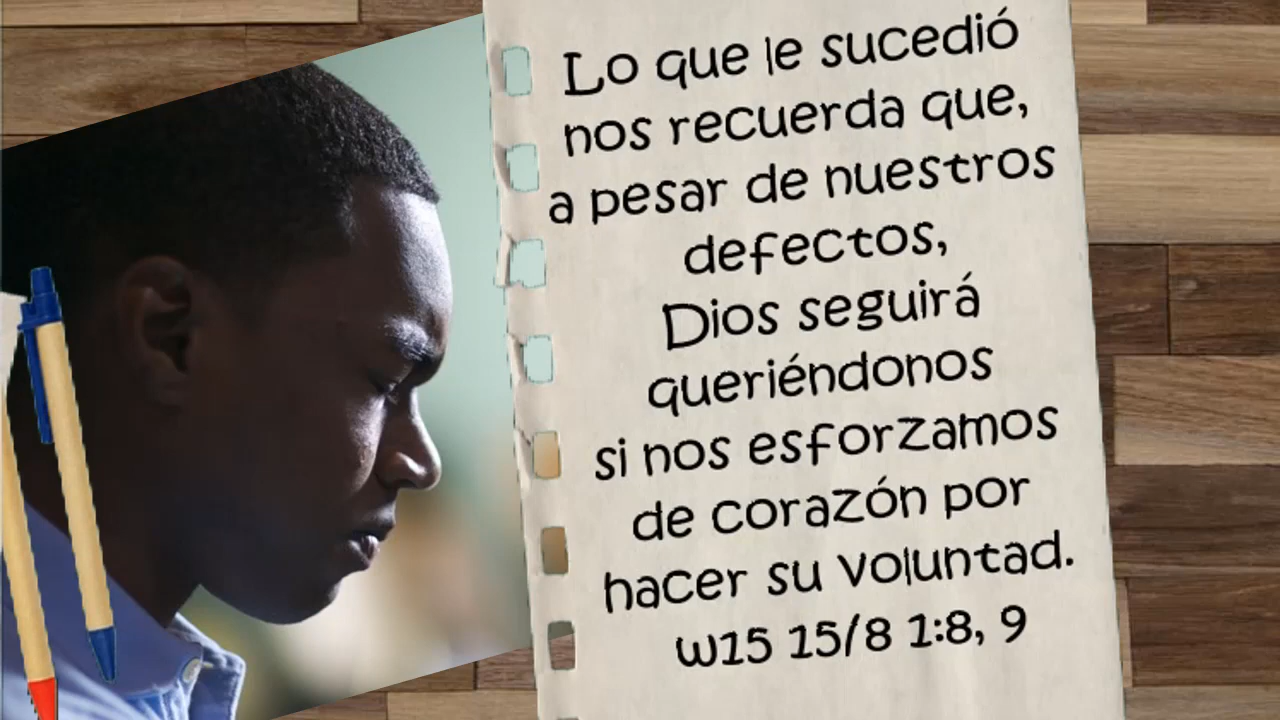 Lo que le sucedió
nos recuerda que,
a pesar de nuestros
defectos,
Dios seguirá
queriéndonos
si nos esforzamos
de corazón por
hacer su voluntad.
w15 15/8 1:8, 9